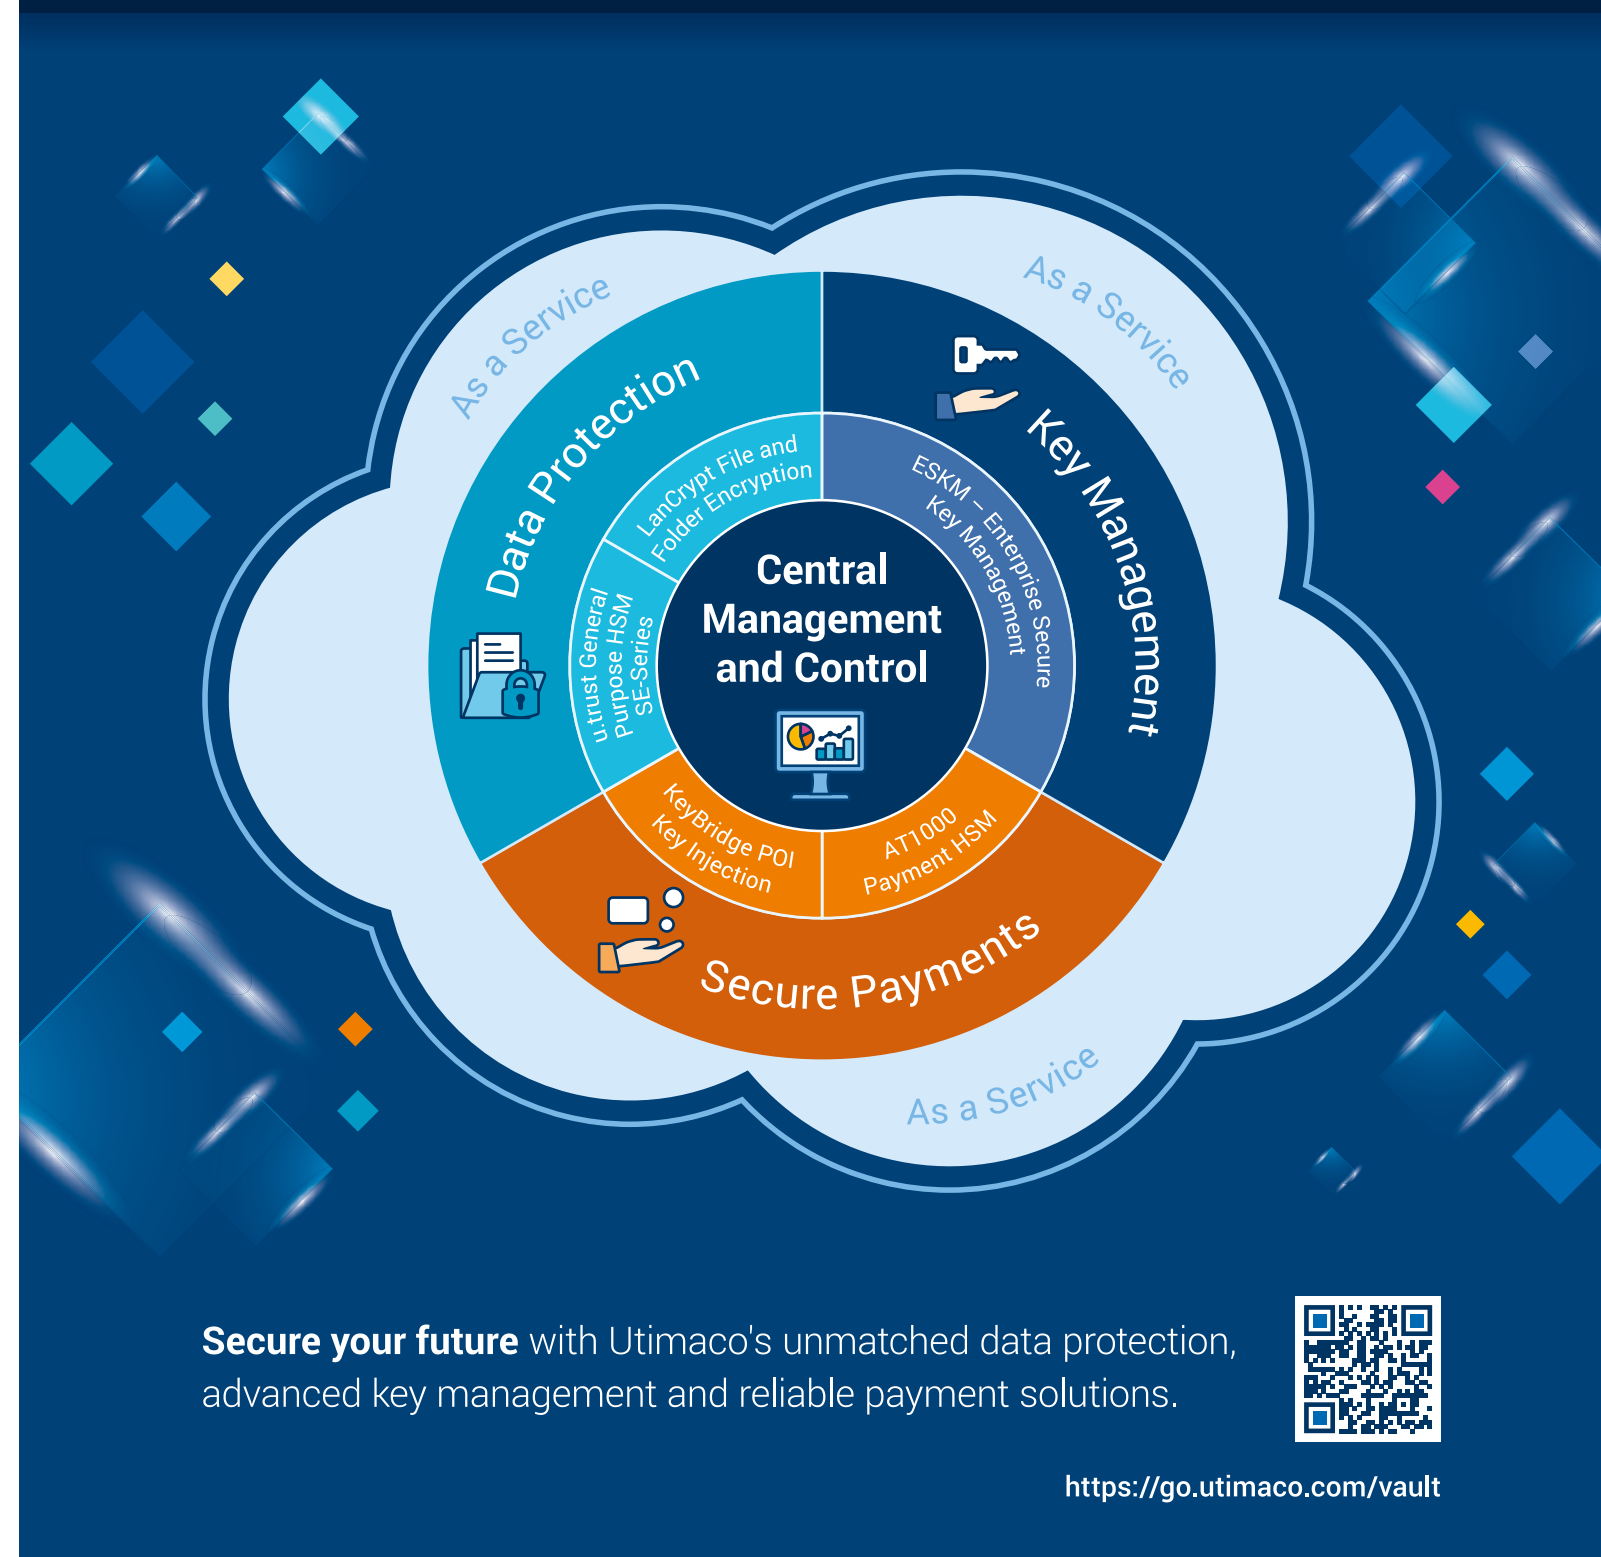 As a Service
As a Service
Data Protection
Key Management
LanCrypt File and
Folder Encryption
ESKM – Enterprise Secure
Key Management
u.trust General
Purpose HSM
SE-Series
Central
Management
and Control
KeyBridge POI
Key Injection
AT1000
Payment HSM
Secure Payments
As a Service
Secure your future with Utimaco's unmatched data protection,
advanced key management and reliable payment solutions.
https://go.utimaco.com/vault